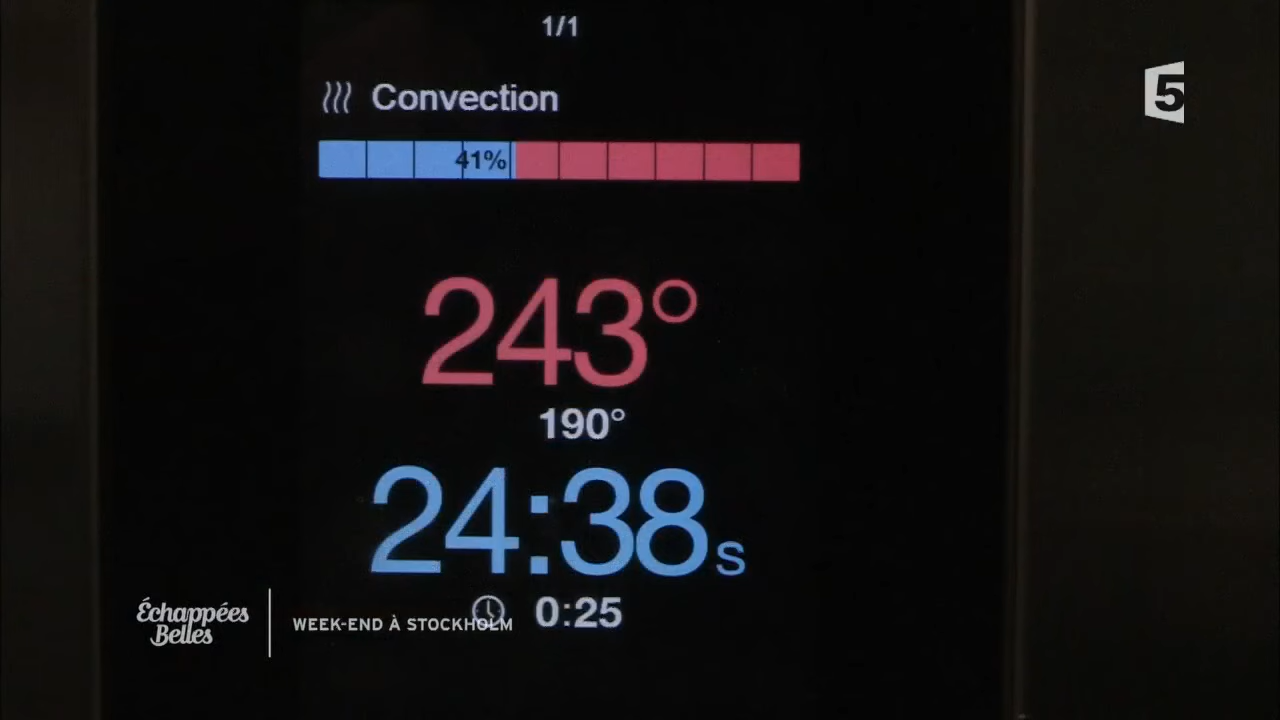 1/1
Convection
41%
5
243°
190°
24:38s
0:25
Échappées
Belles
WEEK-END À STOCKHOLM